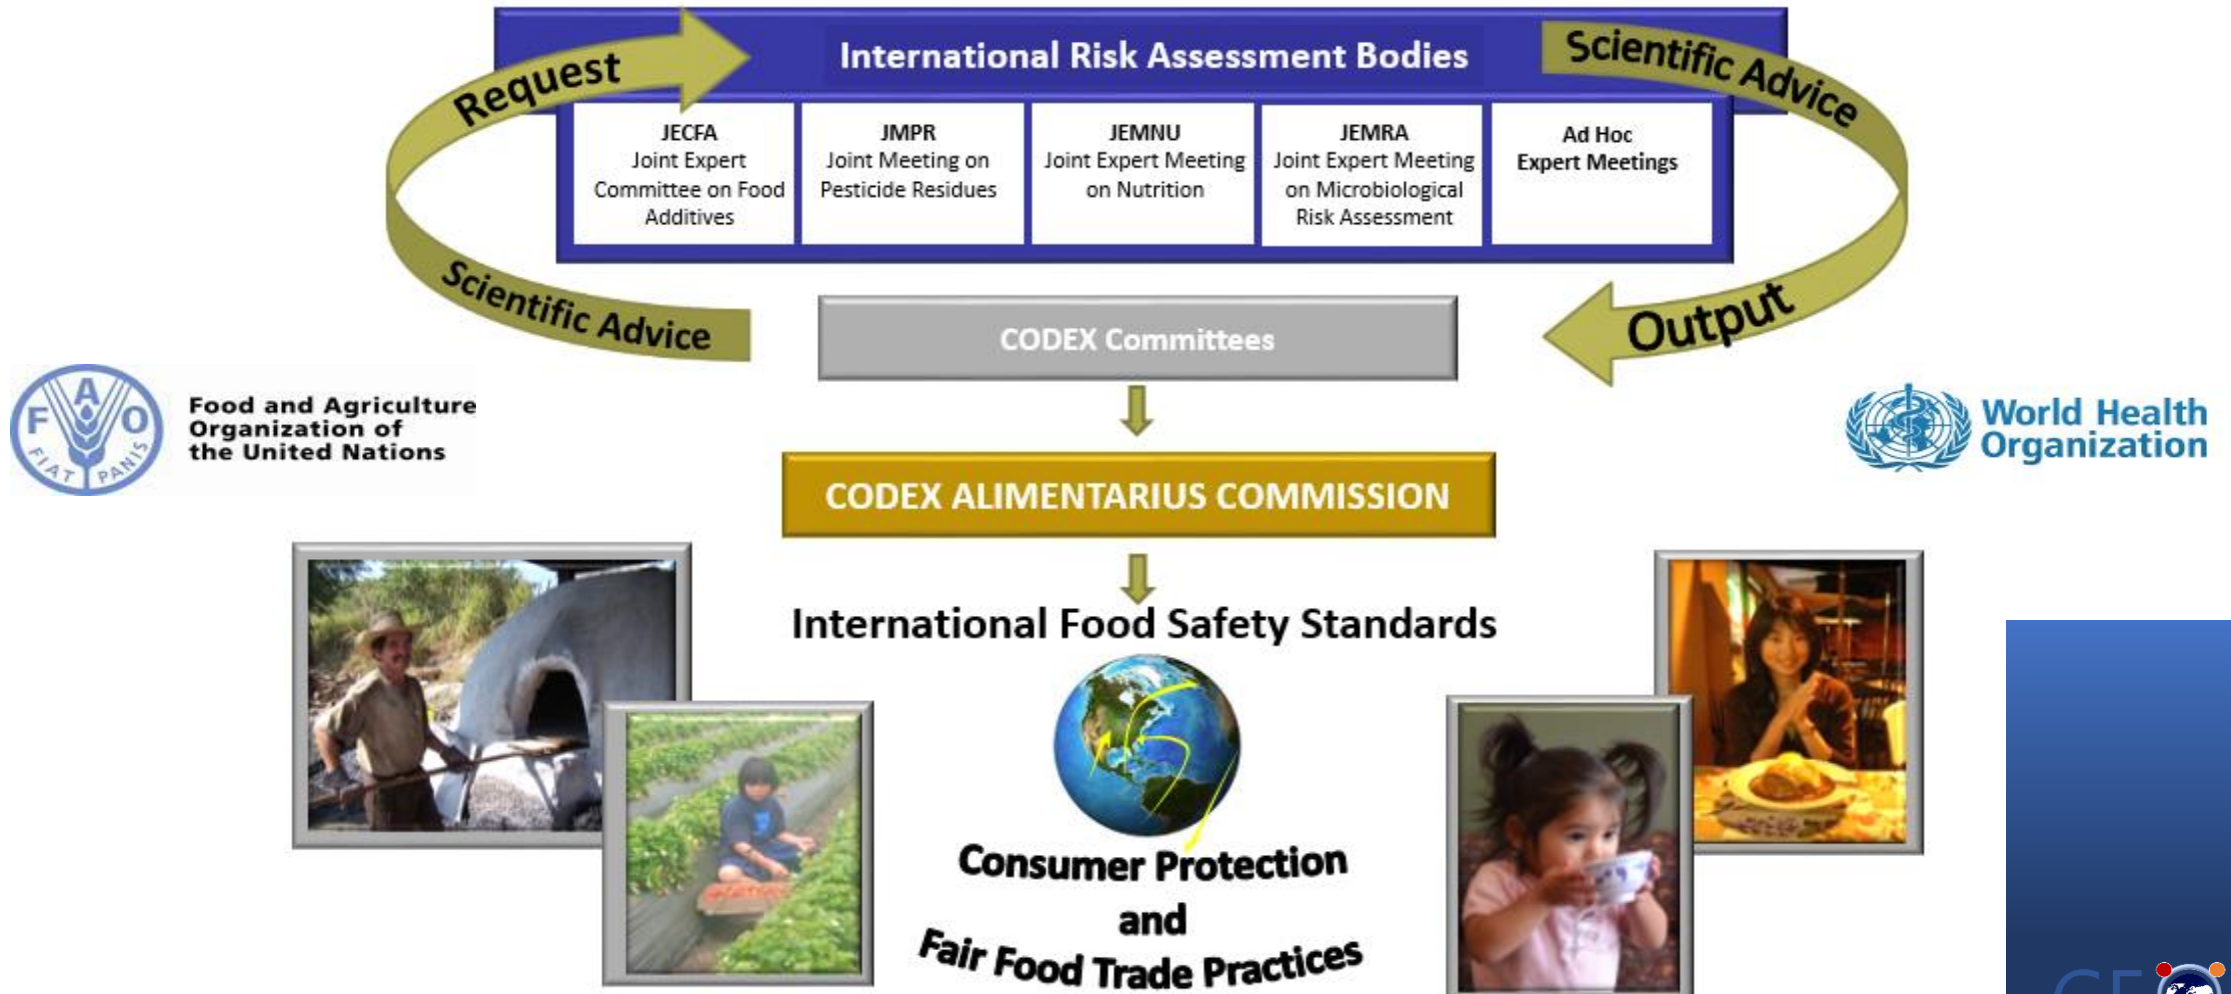 International Risk Assessment Bodies
Request
Scientific Advice
JECFA
Joint Expert
Committee on Food
Additives
JMPR
Joint Meeting on
Pesticide Residues
JEMNU
Joint Expert Meeting
on Nutrition
JEMRA
Joint Expert Meeting
on Microbiological
Risk Assessment
Ad Hoc
Expert Meetings
Scientific Advice
Output
CODEX Committees
F A O
FIAT PANIS
Food and Agriculture
Organization of
the United Nations
World Health
Organization
CODEX ALIMENTARIUS COMMISSION
International Food Safety Standards
Consumer Protection
and
Fair Food Trade Practices